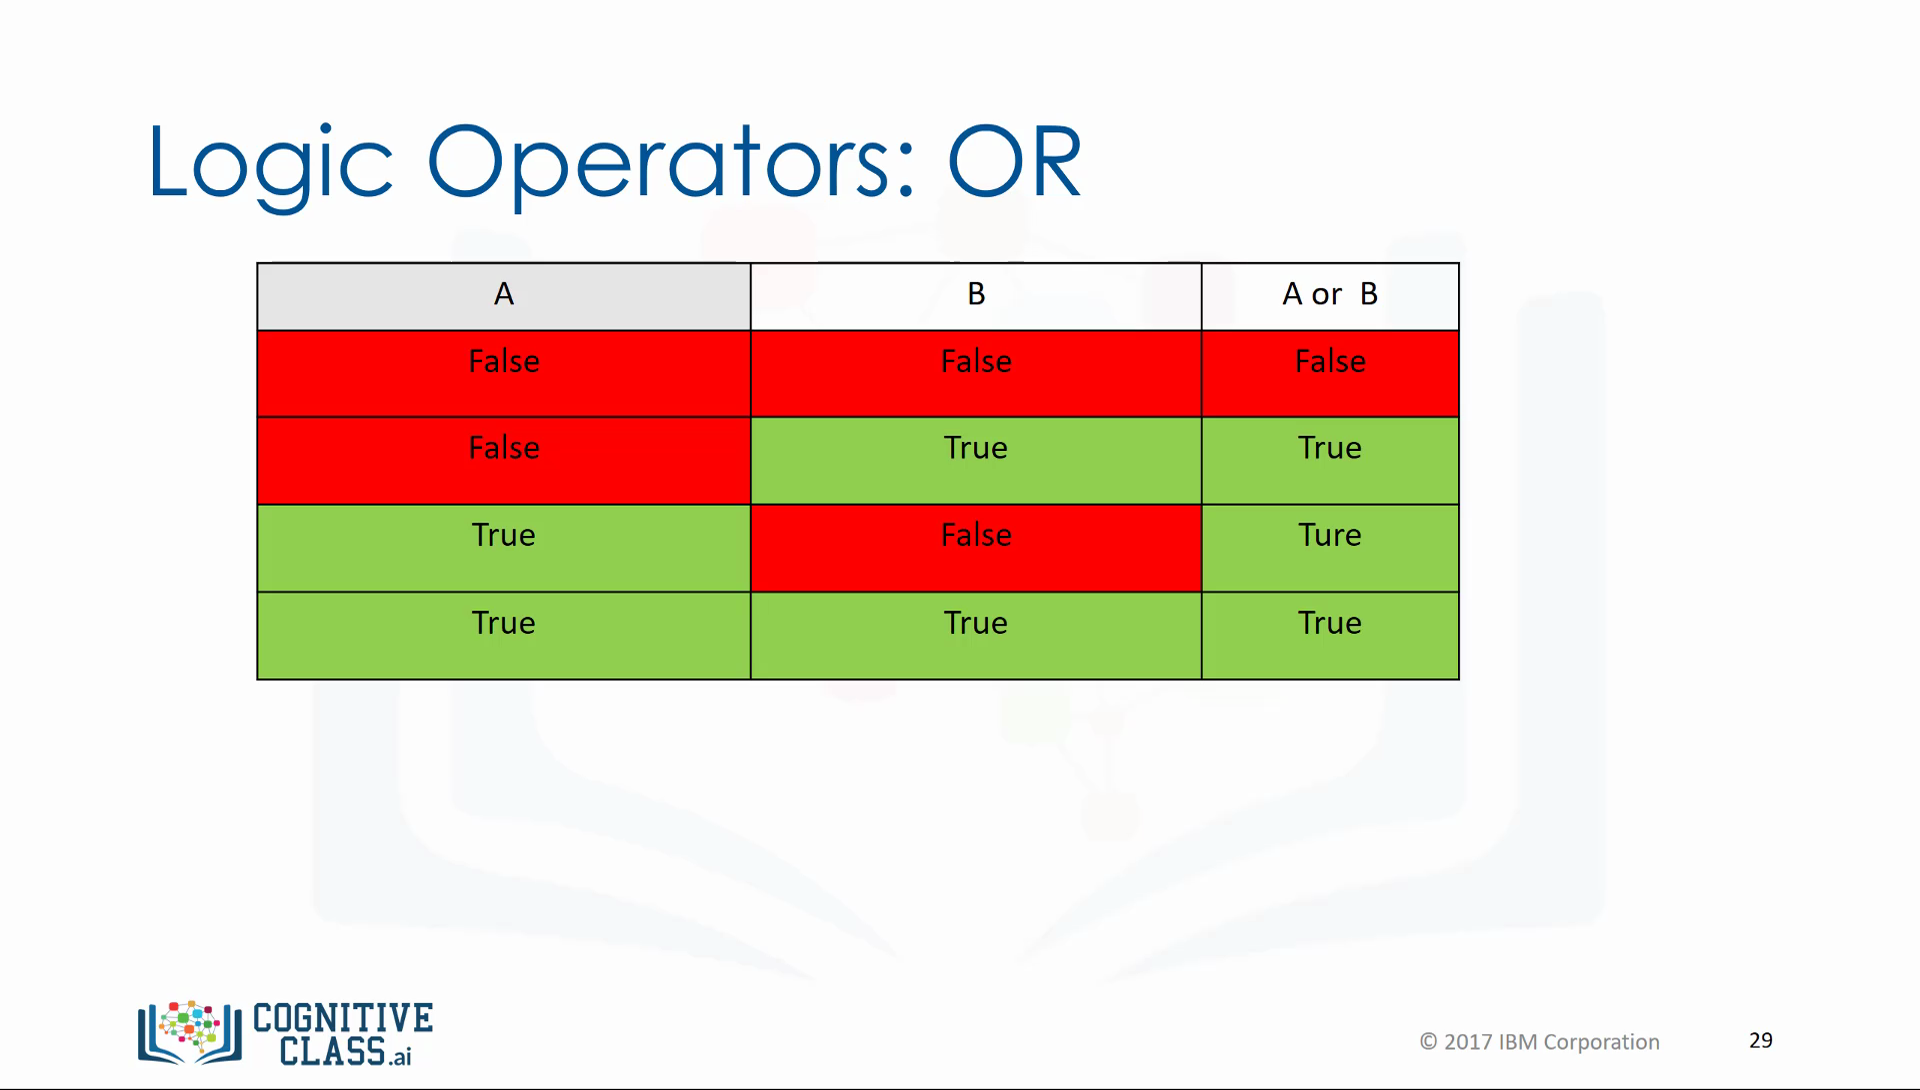 Logic Operators: OR
A B A or B
False False False
False True True
True False Ture
True True True
COGNITIVE
CLASS.ai
© 2017 IBM Corporation 29